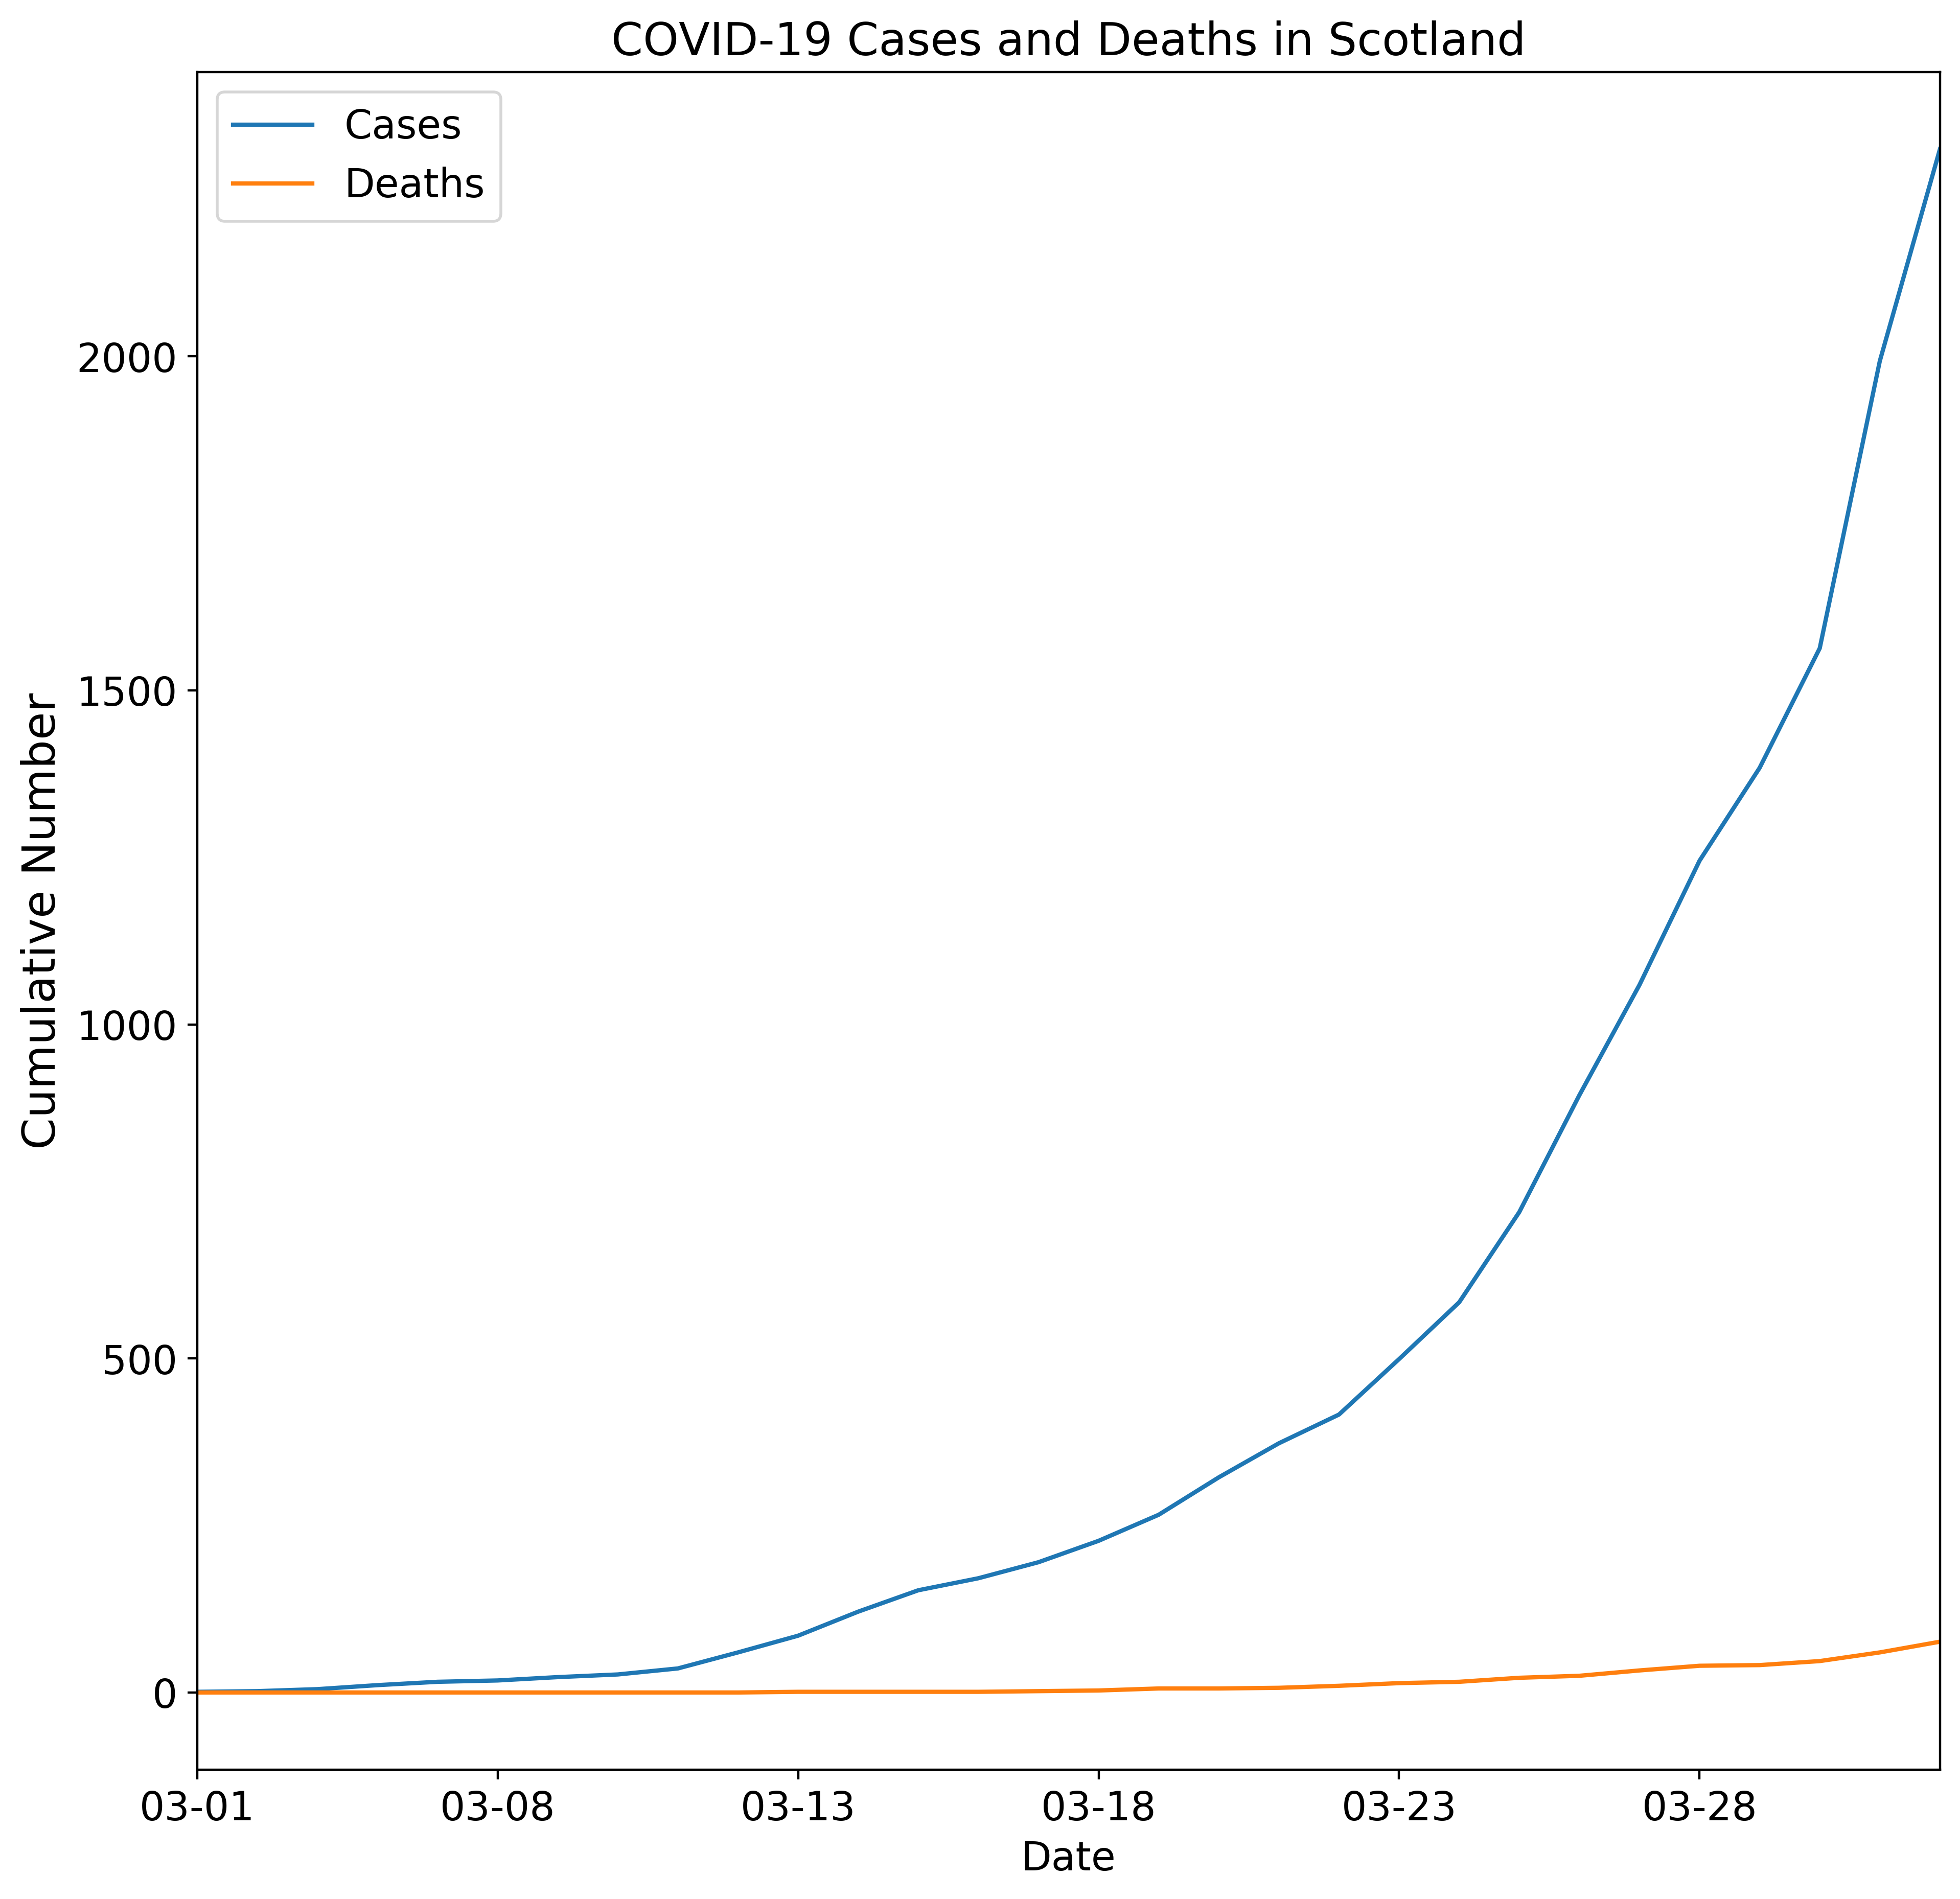 COVID-19 Cases and Deaths in Scotland
Cases
Deaths
Cumulative Number
2000
1500
1000
500
0
03-01
03-08
03-13
03-18
03-23
03-28
Date